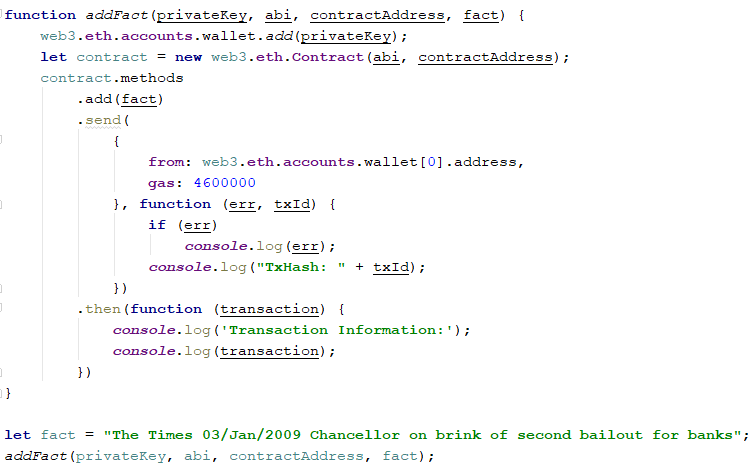 function addFact(privateKey, abi, contractAddress, fact) {
    web3.eth.accounts.wallet.add(privateKey);
    let contract = new web3.eth.Contract(abi, contractAddress);
    contract.methods
        .add(fact)
        .send(
            {
                from: web3.eth.accounts.wallet[0].address,
                gas: 4600000
            }, function (err, txId) {
                if (err)
                    console.log(err);
                console.log("TxHash: " + txId);
            })
        .then(function (transaction) {
            console.log('Transaction Information:');
            console.log(transaction);
        })
}
let fact = "The Times 03/Jan/2009 Chancellor on brink of second bailout for banks";
addFact(privateKey, abi, contractAddress, fact);